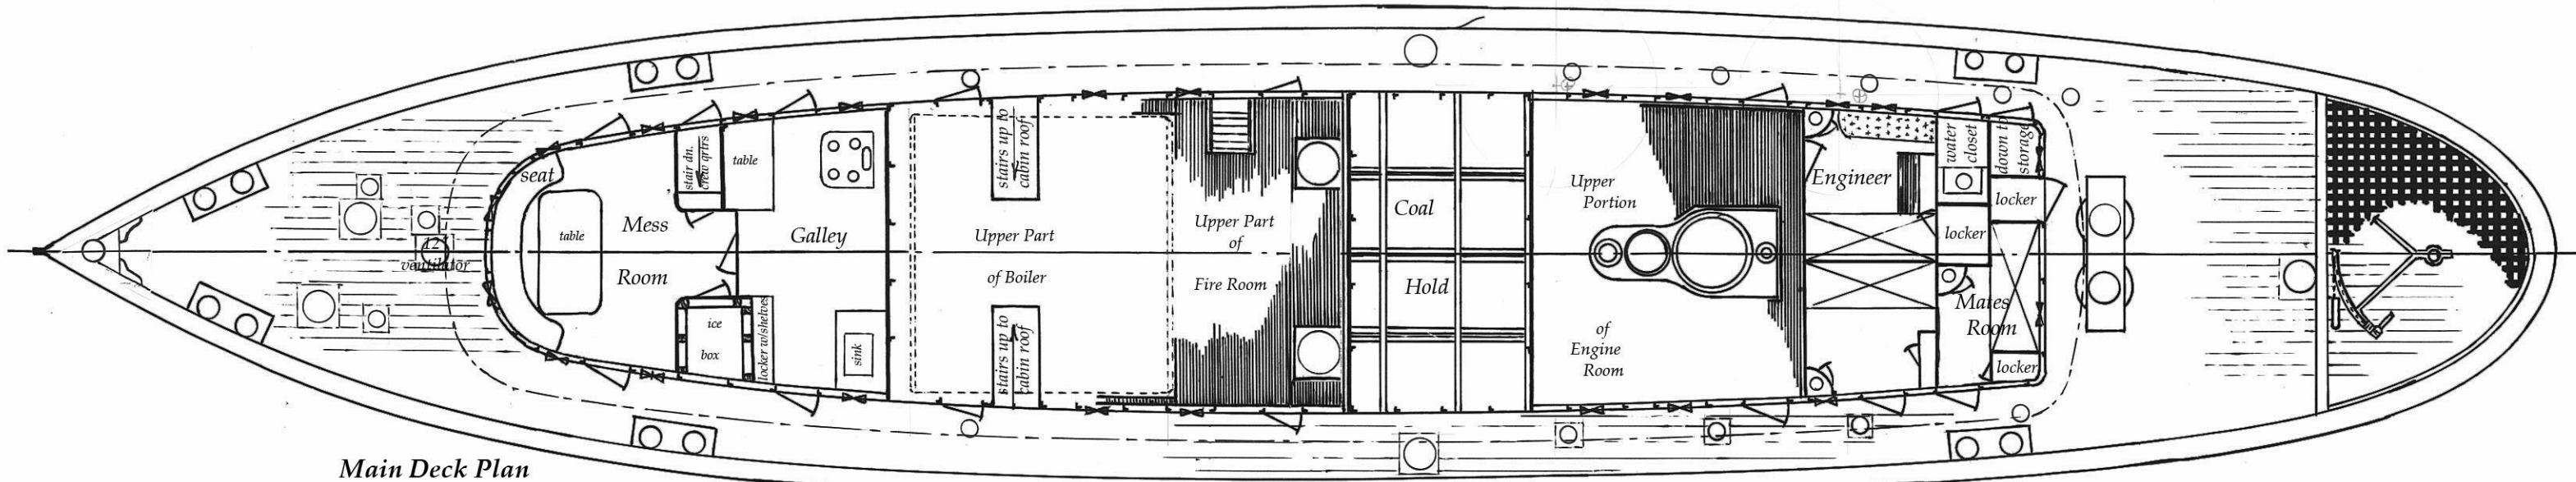 seat
table
12"
ventilator
Mess
Room
stair dn.
crew qrtrs
table
ice
box
locker w/shelves
Galley
sink
stairs up to
cabin roof
Upper Part
of Boiler
stairs up to
cabin roof
Upper Part
of
Fire Room
Coal
Hold
Upper
Portion
of
Engine
Room
Engineer
water
closet
down to
storage
locker
locker
Mates
Room
locker
Main Deck Plan